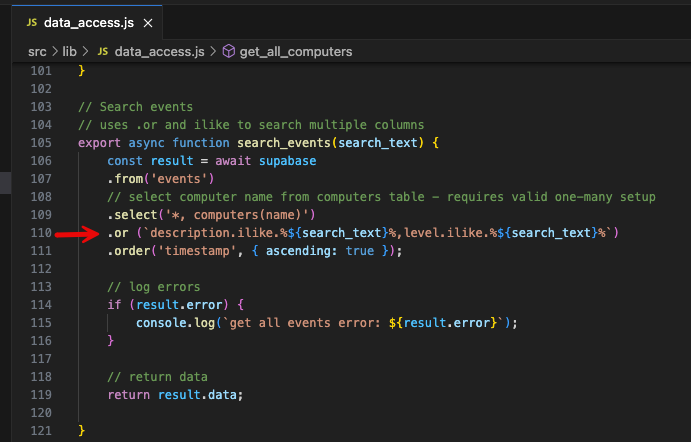 JS data_access.js ×
src > lib > JS data_access.js > get_all_computers
101 }
102
103 // Search events
104 // uses .or and ilike to search multiple columns
105 export async function search_events(search_text) {
106 const result = await supabase
107 .from('events')
108 // select computer name from computers table - requires valid one-many setup
109 .select('*, computers(name)')
110 .or (`description.ilike.%${search_text}%,level.ilike.%${search_text}%`)
111 .order('timestamp', { ascending: true });
112
113 // log errors
114 if (result.error) {
115 console.log(`get all events error: ${result.error}`);
116 }
117
118 // return data
119 return result.data;
120
121 }